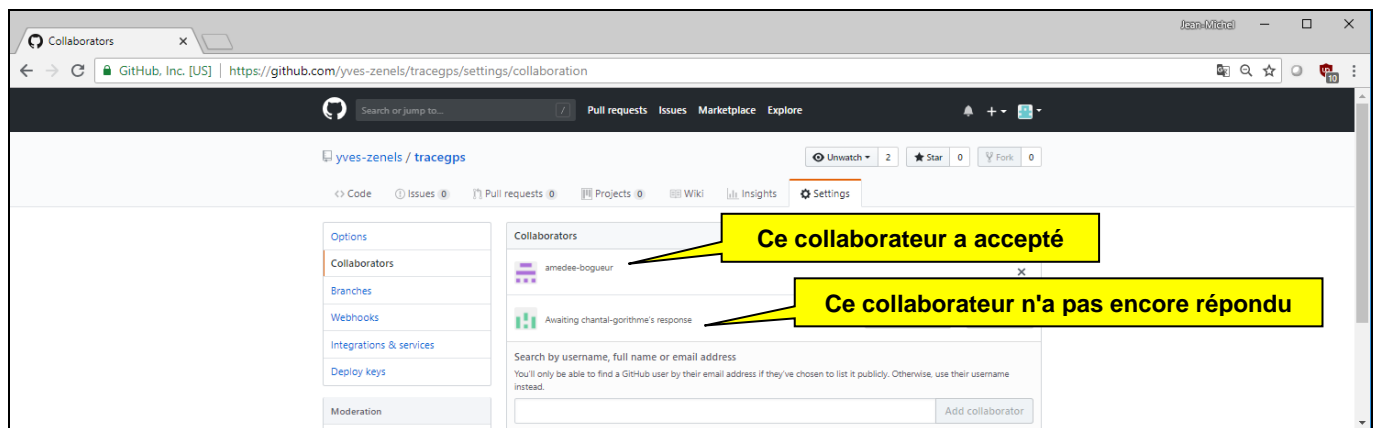 Jean-Michel
Collaborators
GitHub, Inc. [US] | https://github.com/yves-zenels/tracegps/settings/collaboration
10
Search or jump to... / Pull requests Issues Marketplace Explore
yves-zenels / tracegps Unwatch 2 Star 0 Fork 0
Code Issues 0 Pull requests 0 Projects 0 Wiki Insights Settings
Options
Collaborators
Branches
Webhooks
Integrations & services
Deploy keys
Moderation
Collaborators
Ce collaborateur a accepté
amedee-bogueur
Ce collaborateur n'a pas encore répondu
Awaiting chantal-gorithme's response
Search by username, full name or email address
You'll only be able to find a GitHub user by their email address if they've chosen to list it publicly. Otherwise, use their username
instead.
Add collaborator